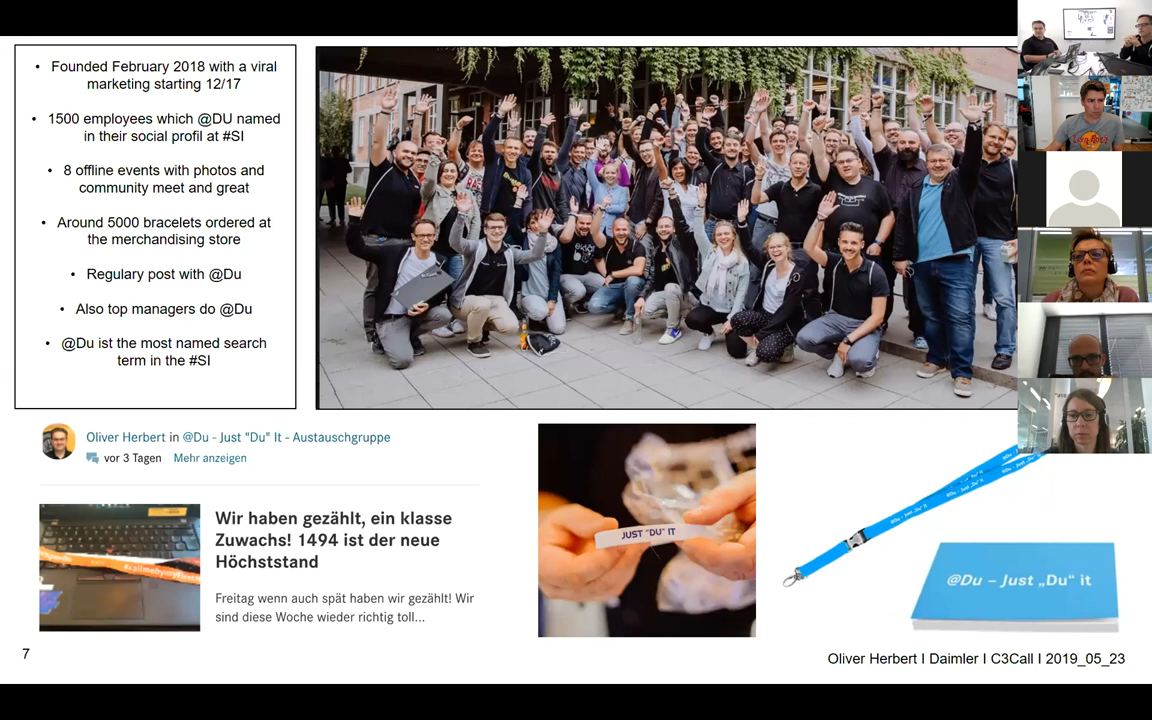 • Founded February 2018 with a viral
marketing starting 12/17
• 1500 employees which @DU named
in their social profil at #SI
• 8 offline events with photos and
community meet and great
• Around 5000 bracelets ordered at
the merchandising store
• Regulary post with @Du
• Also top managers do @Du
• @Du ist the most named search
term in the #SI
Oliver Herbert in @Du - Just "Du" It - Austauschgruppe
vor 3 Tagen Mehr anzeigen
Wir haben gezählt, ein klasse
Zuwachs! 1494 ist der neue
Höchststand
Freitag wenn auch spät haben wir gezählt! Wir
sind diese Woche wieder richtig toll...
JUST "DU" IT
@Du – Just „Du“ it
@Du – Just „Du“ it
7
Oliver Herbert I Daimler I C3Call I 2019_05_23